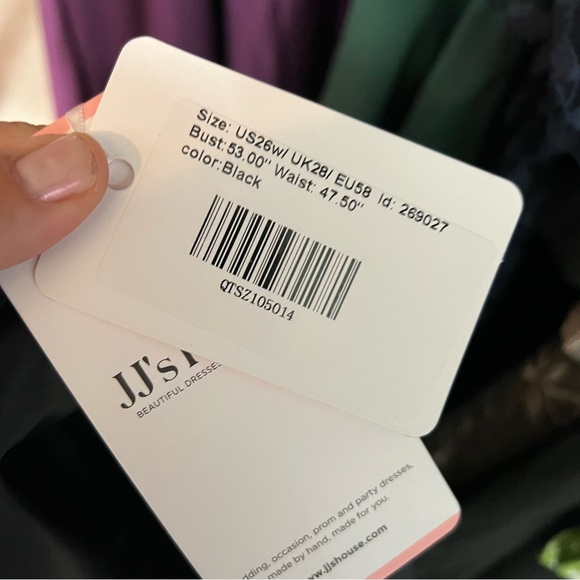 Size: US26w/ UK28/ EU58 Id: 269027
Bust:53.00" Waist: 47.50"
color:Black
QTSZ105014
JJ's
BEAUTIFUL DRESSES
occasion, prom and party dresses,
made by hand, made for you.
www.jjshouse.com